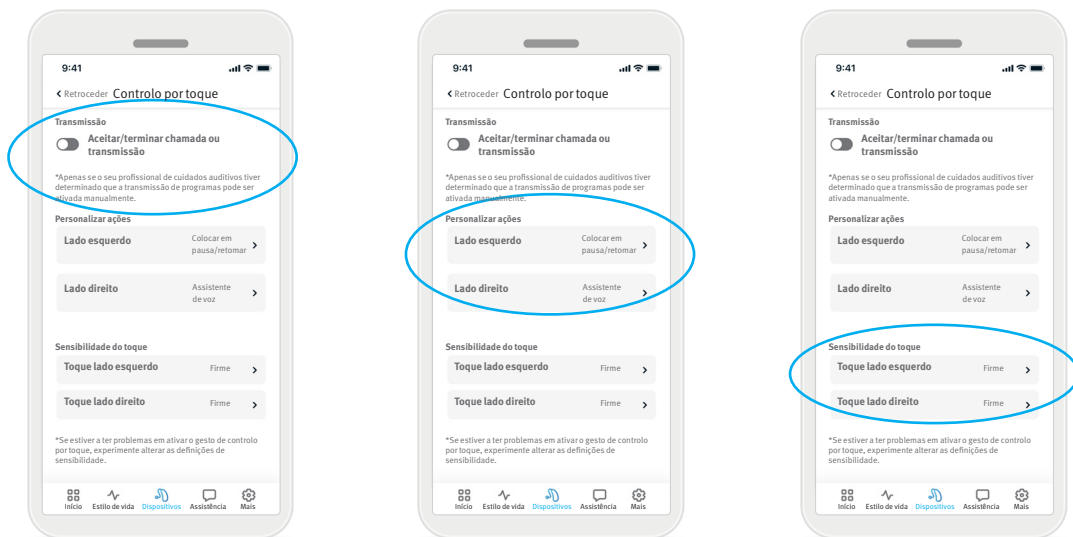 9:41
Retroceder Controlo por toque
Transmissão
Aceitar/terminar chamada ou
transmissão
*Apenas se o seu profissional de cuidados auditivos tiver
determinado que a transmissão de programas pode ser
ativada manualmente.
Personalizar ações
Lado esquerdo Colocar em
pausa/retomar
Lado direito Assistente
de voz
Sensibilidade do toque
Toque lado esquerdo Firme
Toque lado direito Firme
*Se estiver a ter problemas em ativar o gesto de controlo
por toque, experimente alterar as definições de
sensibilidade.
Início Estilo de vida Dispositivos Assistência Mais
9:41
Retroceder Controlo por toque
Transmissão
Aceitar/terminar chamada ou
transmissão
*Apenas se o seu profissional de cuidados auditivos tiver
determinado que a transmissão de programas pode ser
ativada manualmente.
Personalizar ações
Lado esquerdo Colocar em
pausa/retomar
Lado direito Assistente
de voz
Sensibilidade do toque
Toque lado esquerdo Firme
Toque lado direito Firme
*Se estiver a ter problemas em ativar o gesto de controlo
por toque, experimente alterar as definições de
sensibilidade.
Início Estilo de vida Dispositivos Assistência Mais
9:41
Retroceder Controlo por toque
Transmissão
Aceitar/terminar chamada ou
transmissão
*Apenas se o seu profissional de cuidados auditivos tiver
determinado que a transmissão de programas pode ser
ativada manualmente.
Personalizar ações
Lado esquerdo Colocar em
pausa/retomar
Lado direito Assistente
de voz
Sensibilidade do toque
Toque lado esquerdo Firme
Toque lado direito Firme
*Se estiver a ter problemas em ativar o gesto de controlo
por toque, experimente alterar as definições de
sensibilidade.
Início Estilo de vida Dispositivos Assistência Mais